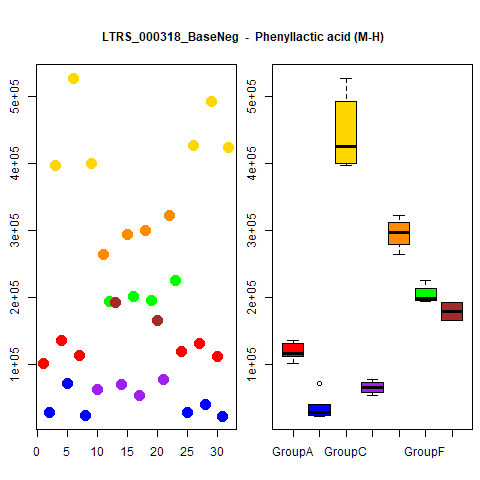 LTRS_000318_BaseNeg - Phenyllactic acid (M-H)
5e+05
4e+05
3e+05
2e+05
1e+05
0 5 10 15 20 25 30
5e+05
4e+05
3e+05
2e+05
1e+05
GroupA GroupC GroupF